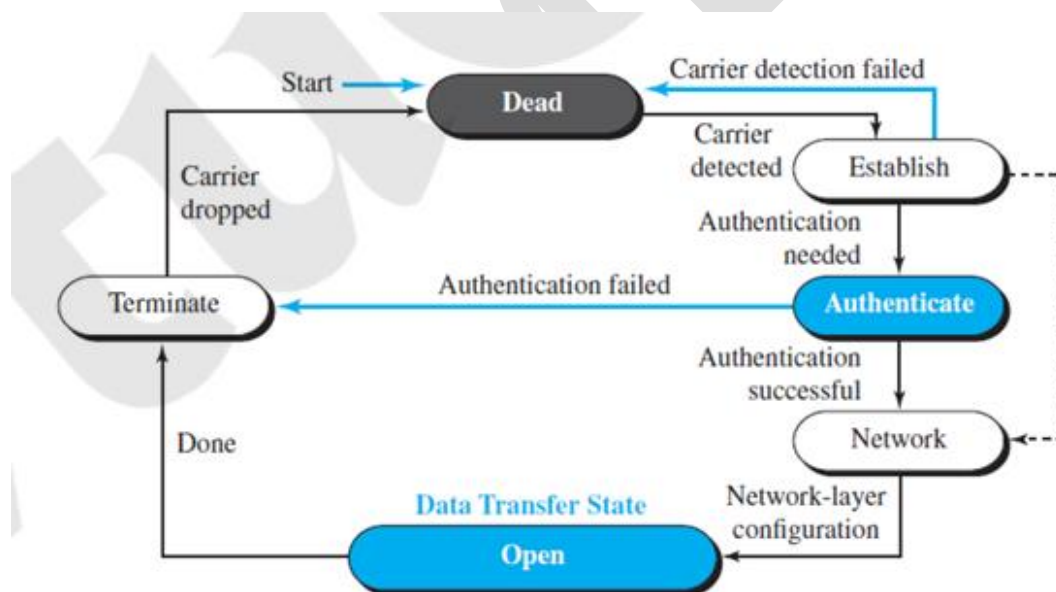 Start
Dead
Carrier detection failed
Carrier
detected
Establish
Carrier
dropped
Authentication
needed
Terminate
Authentication failed
Authenticate
Authentication
successful
Network
Done
Data Transfer State
Network-layer
configuration
Open